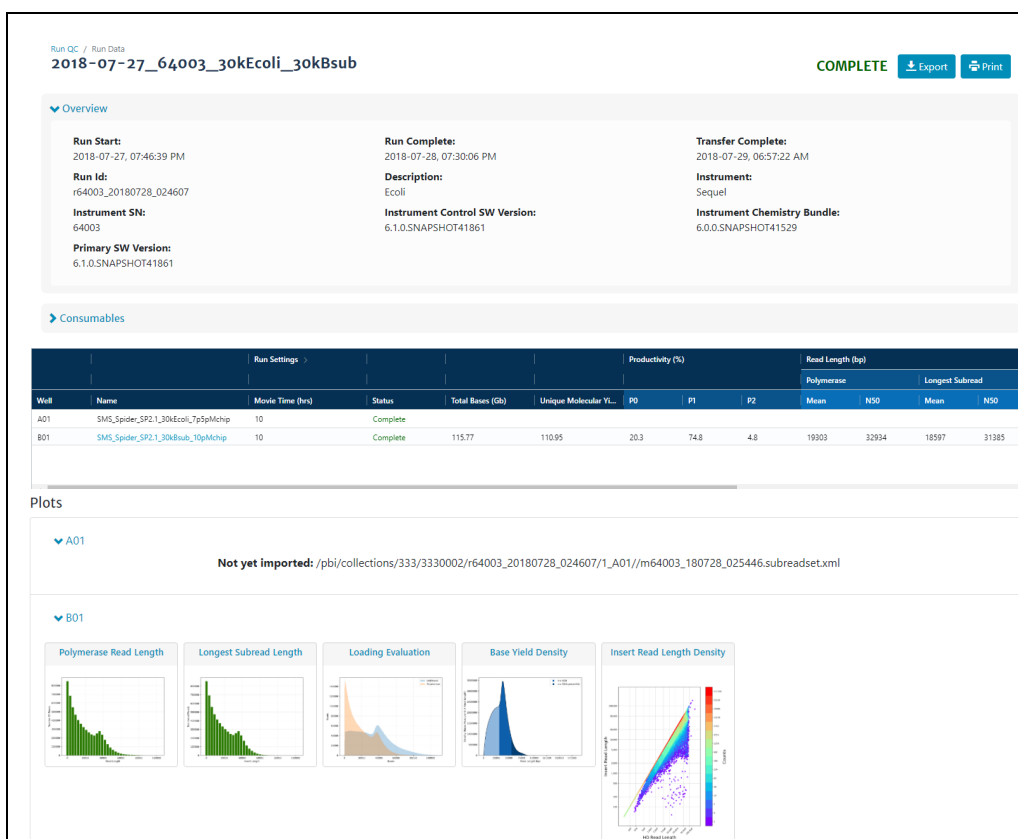 Run QC / Run Data
2018-07-27_64003_30kEcoli_30kBsub
COMPLETE Export Print
Overview
Run Start: Run Complete: Transfer Complete:
2018-07-27, 07:46:39 PM 2018-07-28, 07:30:06 PM 2018-07-29, 06:57:22 AM
Run Id: Description: Instrument:
r64003_20180728_024607 Ecoli Sequel
Instrument SN: Instrument Control SW Version: Instrument Chemistry Bundle:
64003 6.1.0.SNAPSHOT41861 6.0.0.SNAPSHOT41529
Primary SW Version:
6.1.0.SNAPSHOT41861
Consumables
Run Settings Productivity (%) Read Length (bp)
Polymerase Longest Subread
Well Name Movie Time (hrs) Status Total Bases (Gb) Unique Molecular Yi... P0 P1 P2 Mean N50 Mean N50
A01 SMS_Spider_SP2.1_30kEcoli_7p5pMchip 10 Complete
B01 SMS_Spider_SP2.1_30kBsub_10pMchip 10 Complete 115.77 110.95 20.3 74.8 4.8 19303 32934 18597 31385
Plots
A01
Not yet imported: /pbi/collections/333/3330002/r64003_20180728_024607/1_A01//m64003_180728_025446.subreadset.xml
B01
Polymerase Read Length Longest Subread Length Loading Evaluation Base Yield Density Insert Read Length Density
Insert Read Length
Counts
HQ Read Length